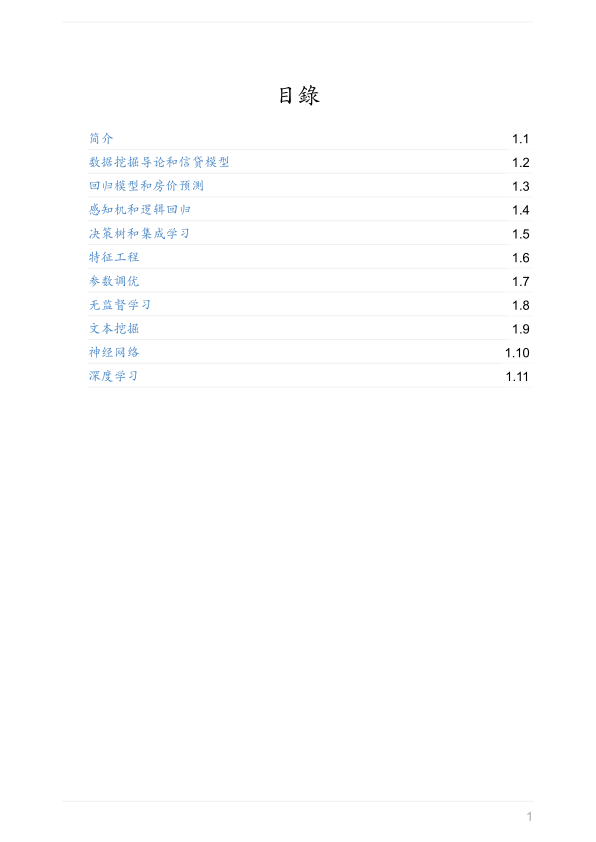 目錄
简介 1.1
数据挖掘导论和信贷模型 1.2
回归模型和房价预测 1.3
感知机和逻辑回归 1.4
决策树和集成学习 1.5
特征工程 1.6
参数调优 1.7
无监督学习 1.8
文本挖掘 1.9
神经网络 1.10
深度学习 1.11
1